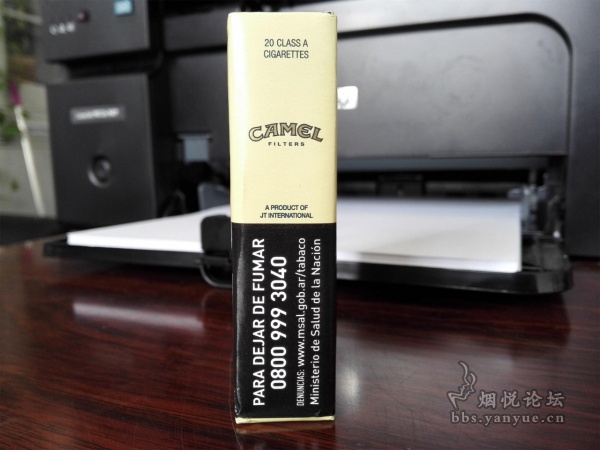 20 CLASS A
CIGARETTES
CAMEL
FILTERS
A PRODUCT OF
JT INTERNATIONAL
PARA DEJAR DE FUMAR
0800 999 3040
DENUNCIAS: www.msal.gob.ar/tabaco
Ministerio de Salud de la Nación
烟悦论坛
bbs.yanyue.cn